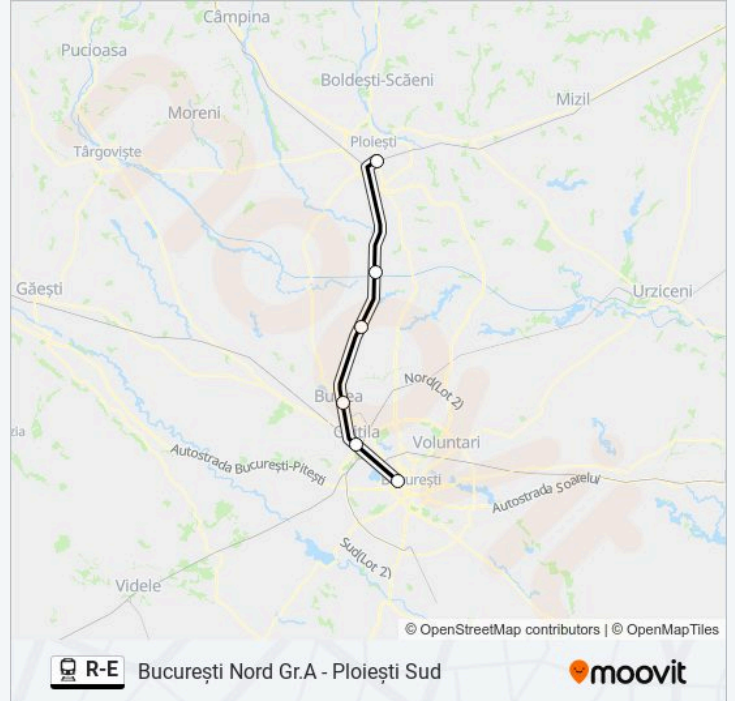 Câmpina
Pucioasa
Boldești-Scăeni
Mizil
Moreni
Ploiești
Târgoviște
Găești
Urziceni
Nord(Lot 2)
Buftea
Chitila
Voluntari
Autostrada București-Pitești
București
Autostrada Soarelui
Sud(Lot 2)
Videle
© OpenStreetMap contributors | © OpenMapTiles
R-E București Nord Gr.A - Ploiești Sud
moovit